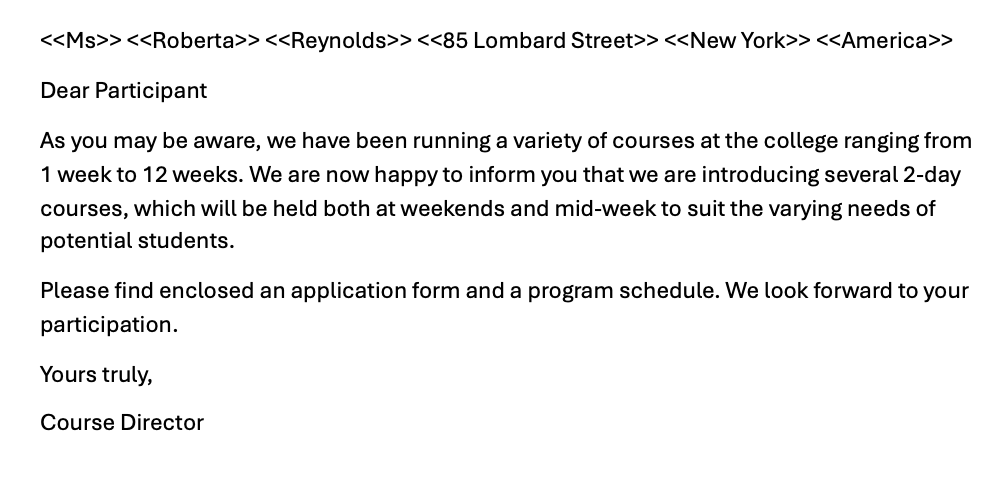 <<Ms>> <<Roberta>> <<Reynolds>> <<85 Lombard Street>> <<New York>> <<America>>
Dear Participant
As you may be aware, we have been running a variety of courses at the college ranging from
1 week to 12 weeks. We are now happy to inform you that we are introducing several 2-day
courses, which will be held both at weekends and mid-week to suit the varying needs of
potential students.
Please find enclosed an application form and a program schedule. We look forward to your
participation.
Yours truly,
Course Director